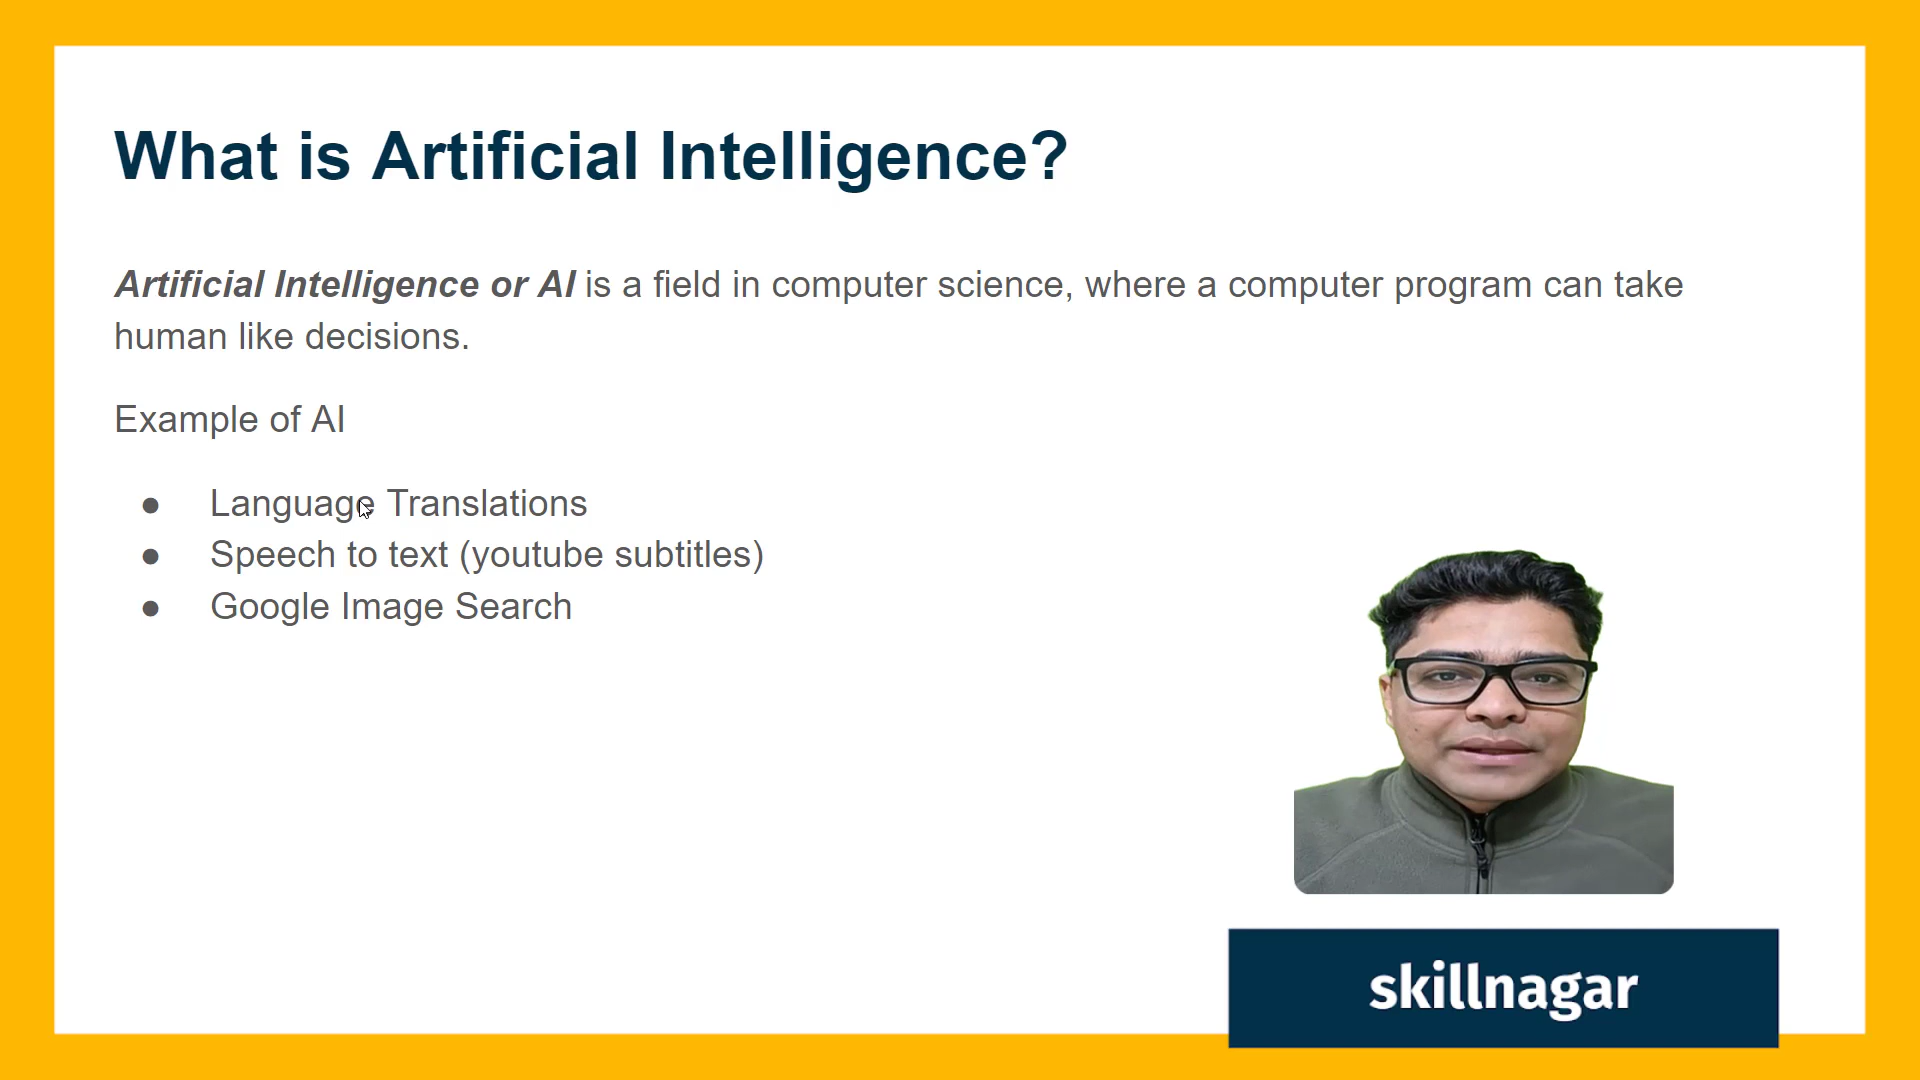 What is Artificial Intelligence?
Artificial Intelligence or AI is a field in computer science, where a computer program can take
human like decisions.
Example of AI
● Language Translations
● Speech to text (youtube subtitles)
● Google Image Search
skillnagar